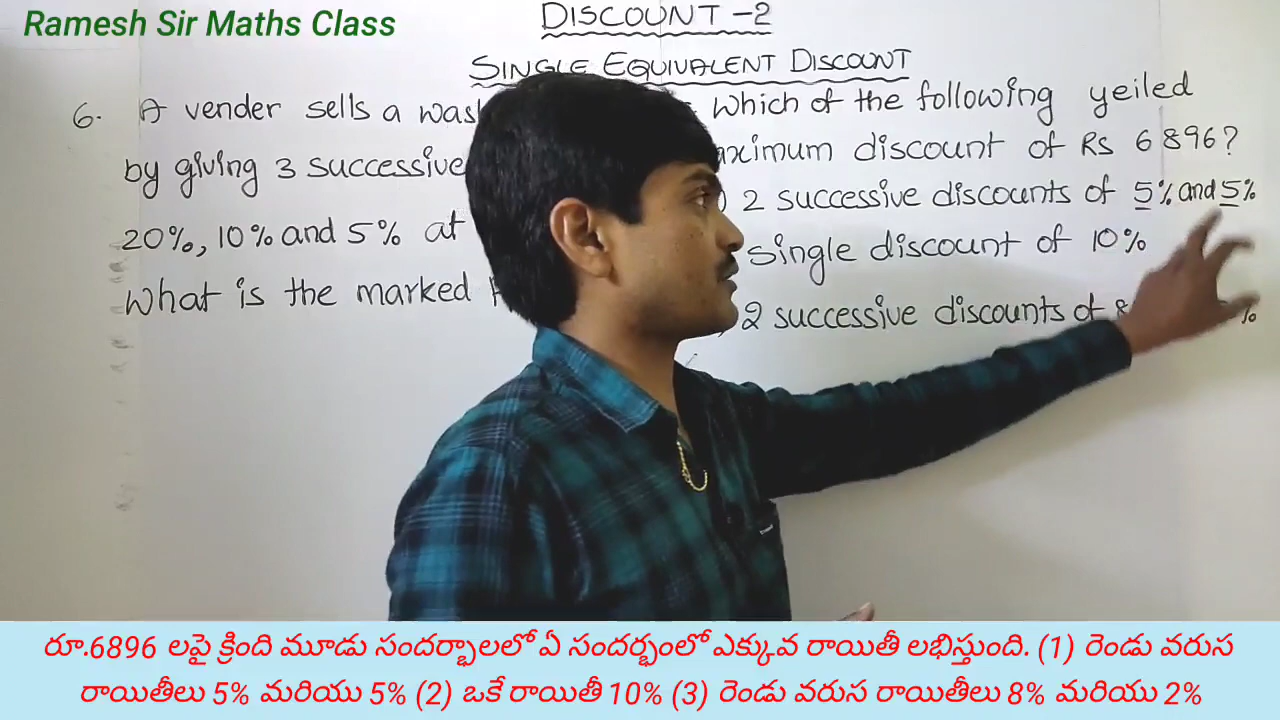 Ramesh Sir Maths Class
DISCOUNT -2
SINGLE EQUIVALENT DISCOUNT
6. A vender sells a
by giving 3 successive
20%, 10% and 5% at
What is the marked
Which of the following yeiled
discount of Rs 6896?
2 successive discounts of 5% and 5%
single discount of 10%
2 successive discounts of 8 %
రూ.6896 లపై క్రింది మూడు సందర్భాలలో ఏ సందర్భంలో ఎక్కువ రాయితీ లభిస్తుంది. (1) రెండు వరుస
రాయితీలు 5% మరియు 5% (2) ఒకే రాయితీ 10% (3) రెండు వరుస రాయితీలు 8% మరియు 2%